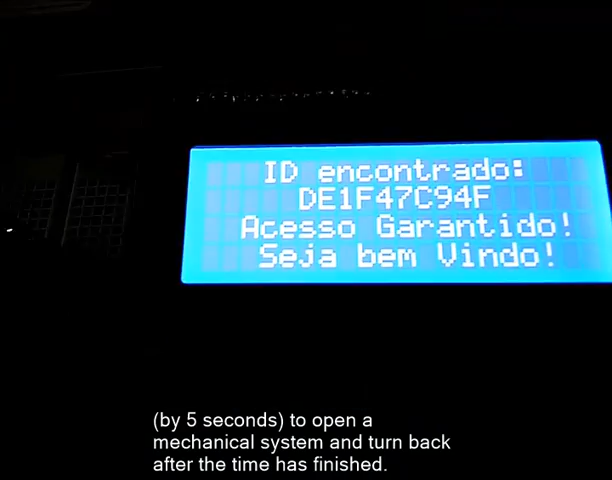 ID encontrado:
DE1F47C94F
Acesso Garantido!
Seja bem Vindo!
(by 5 seconds) to open a
mechanical system and turn back
after the time has finished.